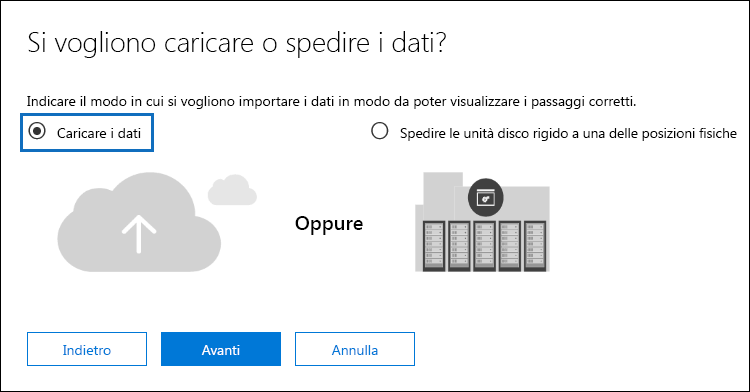 Si vogliono caricare o spedire i dati?
Indicare il modo in cui si vogliono importare i dati in modo da poter visualizzare i passaggi corretti.
Caricare i dati
Spedire le unità disco rigido a una delle posizioni fisiche
Oppure
Indietro
Avanti
Annulla